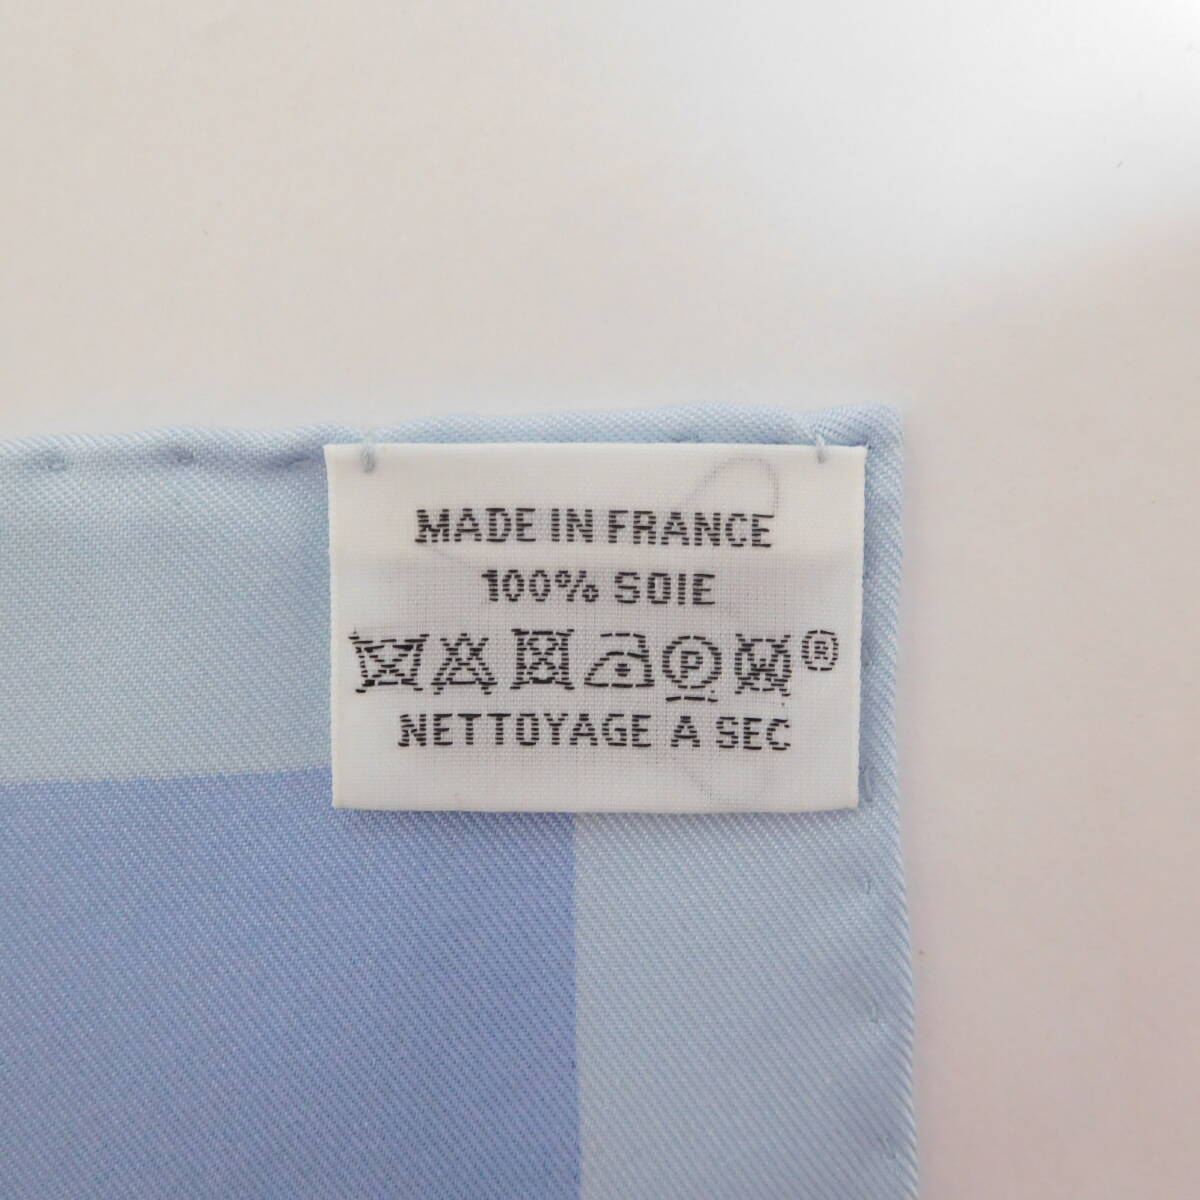 MADE IN FRANCE
100% SOIE
P W ®
NETTOYAGE A SEC